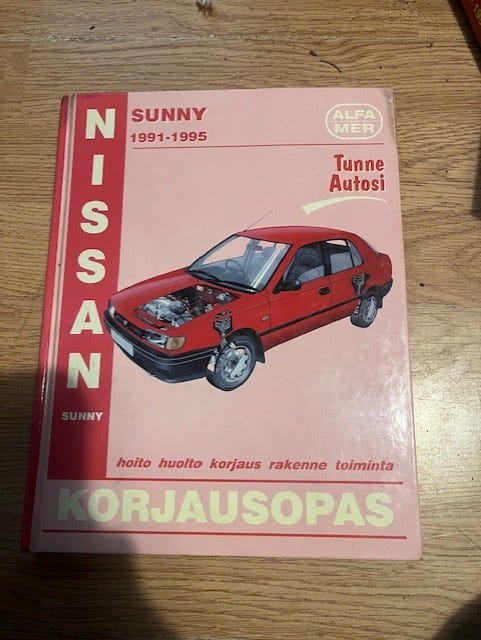 NISSAN
SUNNY
SUNNY
1991-1995
ALFA
MER
Tunne
Autosi
hoito huolto korjaus rakenne toiminta
KORJAUSOPAS